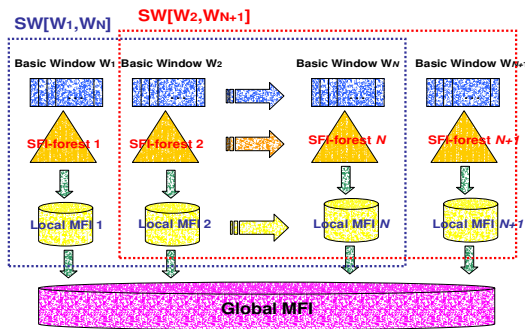 SW[W1,WN]
SW[W2,WN+1]
Basic Window W1
Basic Window W2
Basic Window WN
Basic Window WN+1
SFI-forest 1
SFI-forest 2
SFI-forest N
SFI-forest N+1
Local MFI 1
Local MFI 2
Local MFI N
Local MFI N+1
Global MFI